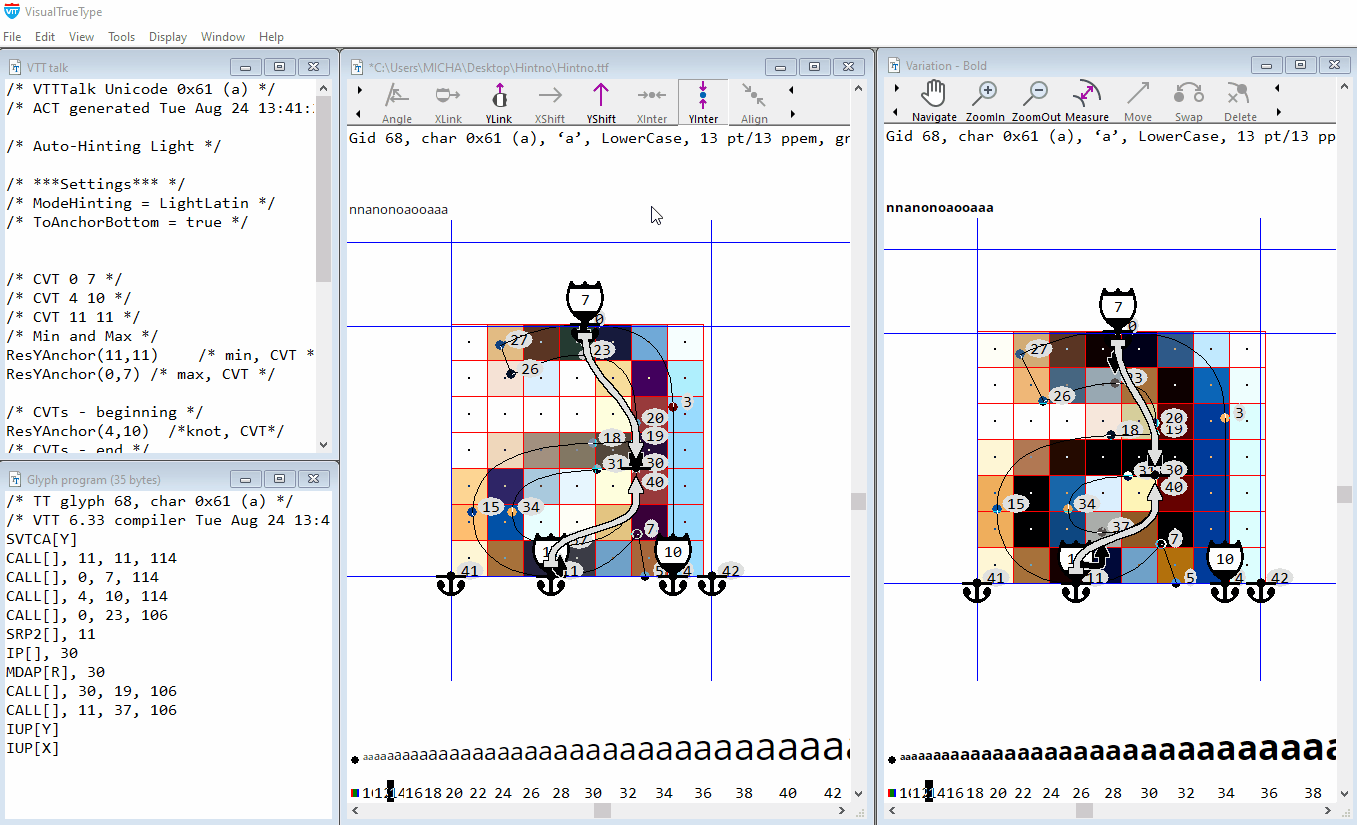 VisualTrueType
File Edit View Tools Display Window Help
VTT talk
/* VTTTalk Unicode 0x61 (a) */
/* ACT generated Tue Aug 24 13:41:
/* Auto-Hinting Light */
/* ***Settings*** */
/* ModeHinting = LightLatin */
/* ToAnchorBottom = true */
/* CVT 0 7 */
/* CVT 4 10 */
/* CVT 11 11 */
/* Min and Max */
ResYAnchor(11,11) /* min, CVT *
ResYAnchor(0,7) /* max, CVT */
/* CVTs - beginning */
ResYAnchor(4,10) /*knot, CVT*/
/* CVTs - end */
Glyph program (35 bytes)
/* TT glyph 68, char 0x61 (a) */
/* VTT 6.33 compiler Tue Aug 24 13:4
SVTCA[Y]
CALL[], 11, 11, 114
CALL[], 0, 7, 114
CALL[], 4, 10, 114
CALL[], 0, 23, 106
SRP2[], 11
IP[], 30
MDAP[R], 30
CALL[], 30, 19, 106
CALL[], 11, 37, 106
IUP[Y]
IUP[X]
*C:\Users\MICHA\Desktop\Hintno\Hintno.ttf
Angle XLink YLink XShift YShift XInter YInter Align
Gid 68, char 0x61 (a), ‘a’, LowerCase, 13 pt/13 ppem, gr
nnanonoaooaaa
7
0
27
23
26
3
20
18 19
31 30
40
15 34
7
37
10
41 11 5 4 42
aaaaaaaaaaaaaaaaaaaaaaaa
14 16 18 20 22 24 26 28 30 32 34 36 38 40 42
Variation - Bold
Navigate ZoomIn ZoomOut Measure Move Swap Delete
Gid 68, char 0x61 (a), ‘a’, LowerCase, 13 pt/13 pp
nnanonoaooaaa
7
0
27
23
26
3
20
18 19
30
40
15 34
37 7
10
41 11 5 4 42
aaaaaaaaaaaaaaaaaaaaaaaa
14 16 18 20 22 24 26 28 30 32 34 36 38